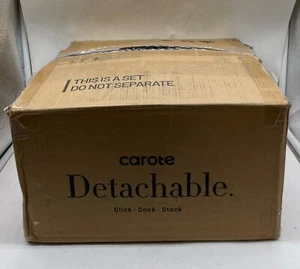 THIS IS A SET
DO NOT SEPARATE
carote
Detachable.
Click · Cook · Stack